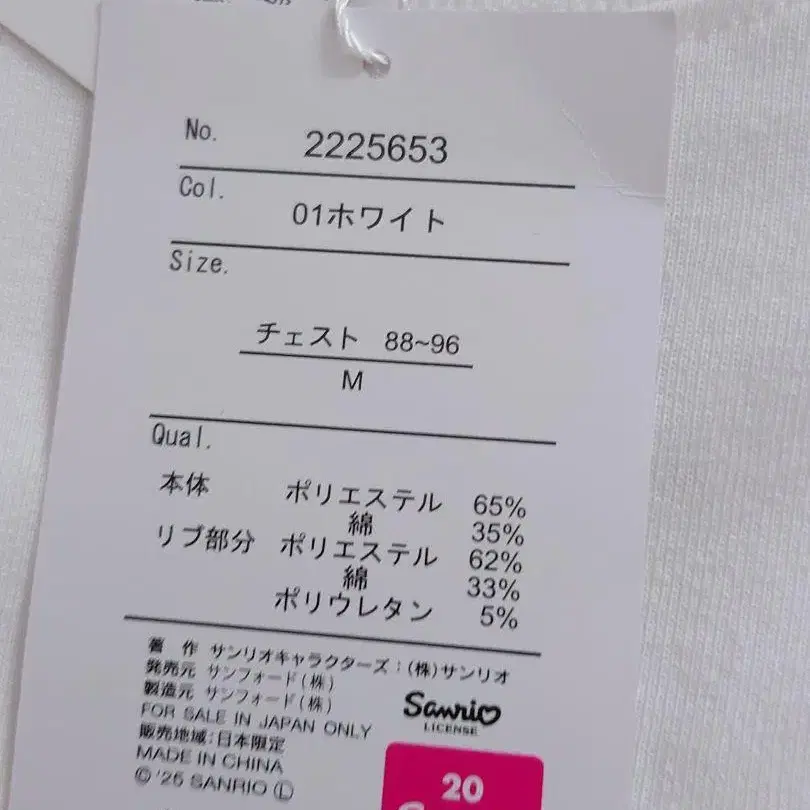 No. 2225653
Col. 01ホワイト
Size.
チェスト 88~96
M
Qual.
本体 ポリエステル 65%
綿 35%
リブ部分 ポリエステル 62%
綿 33%
ポリウレタン 5%
著 作 サンリオキャラクターズ:(株)サンリオ
発売元 サンフォード(株)
製造元 サンフォード(株)
FOR SALE IN JAPAN ONLY
販売地域:日本限定
MADE IN CHINA
© '25 SANRIO Ⓛ
Sanrio
LICENSE
20